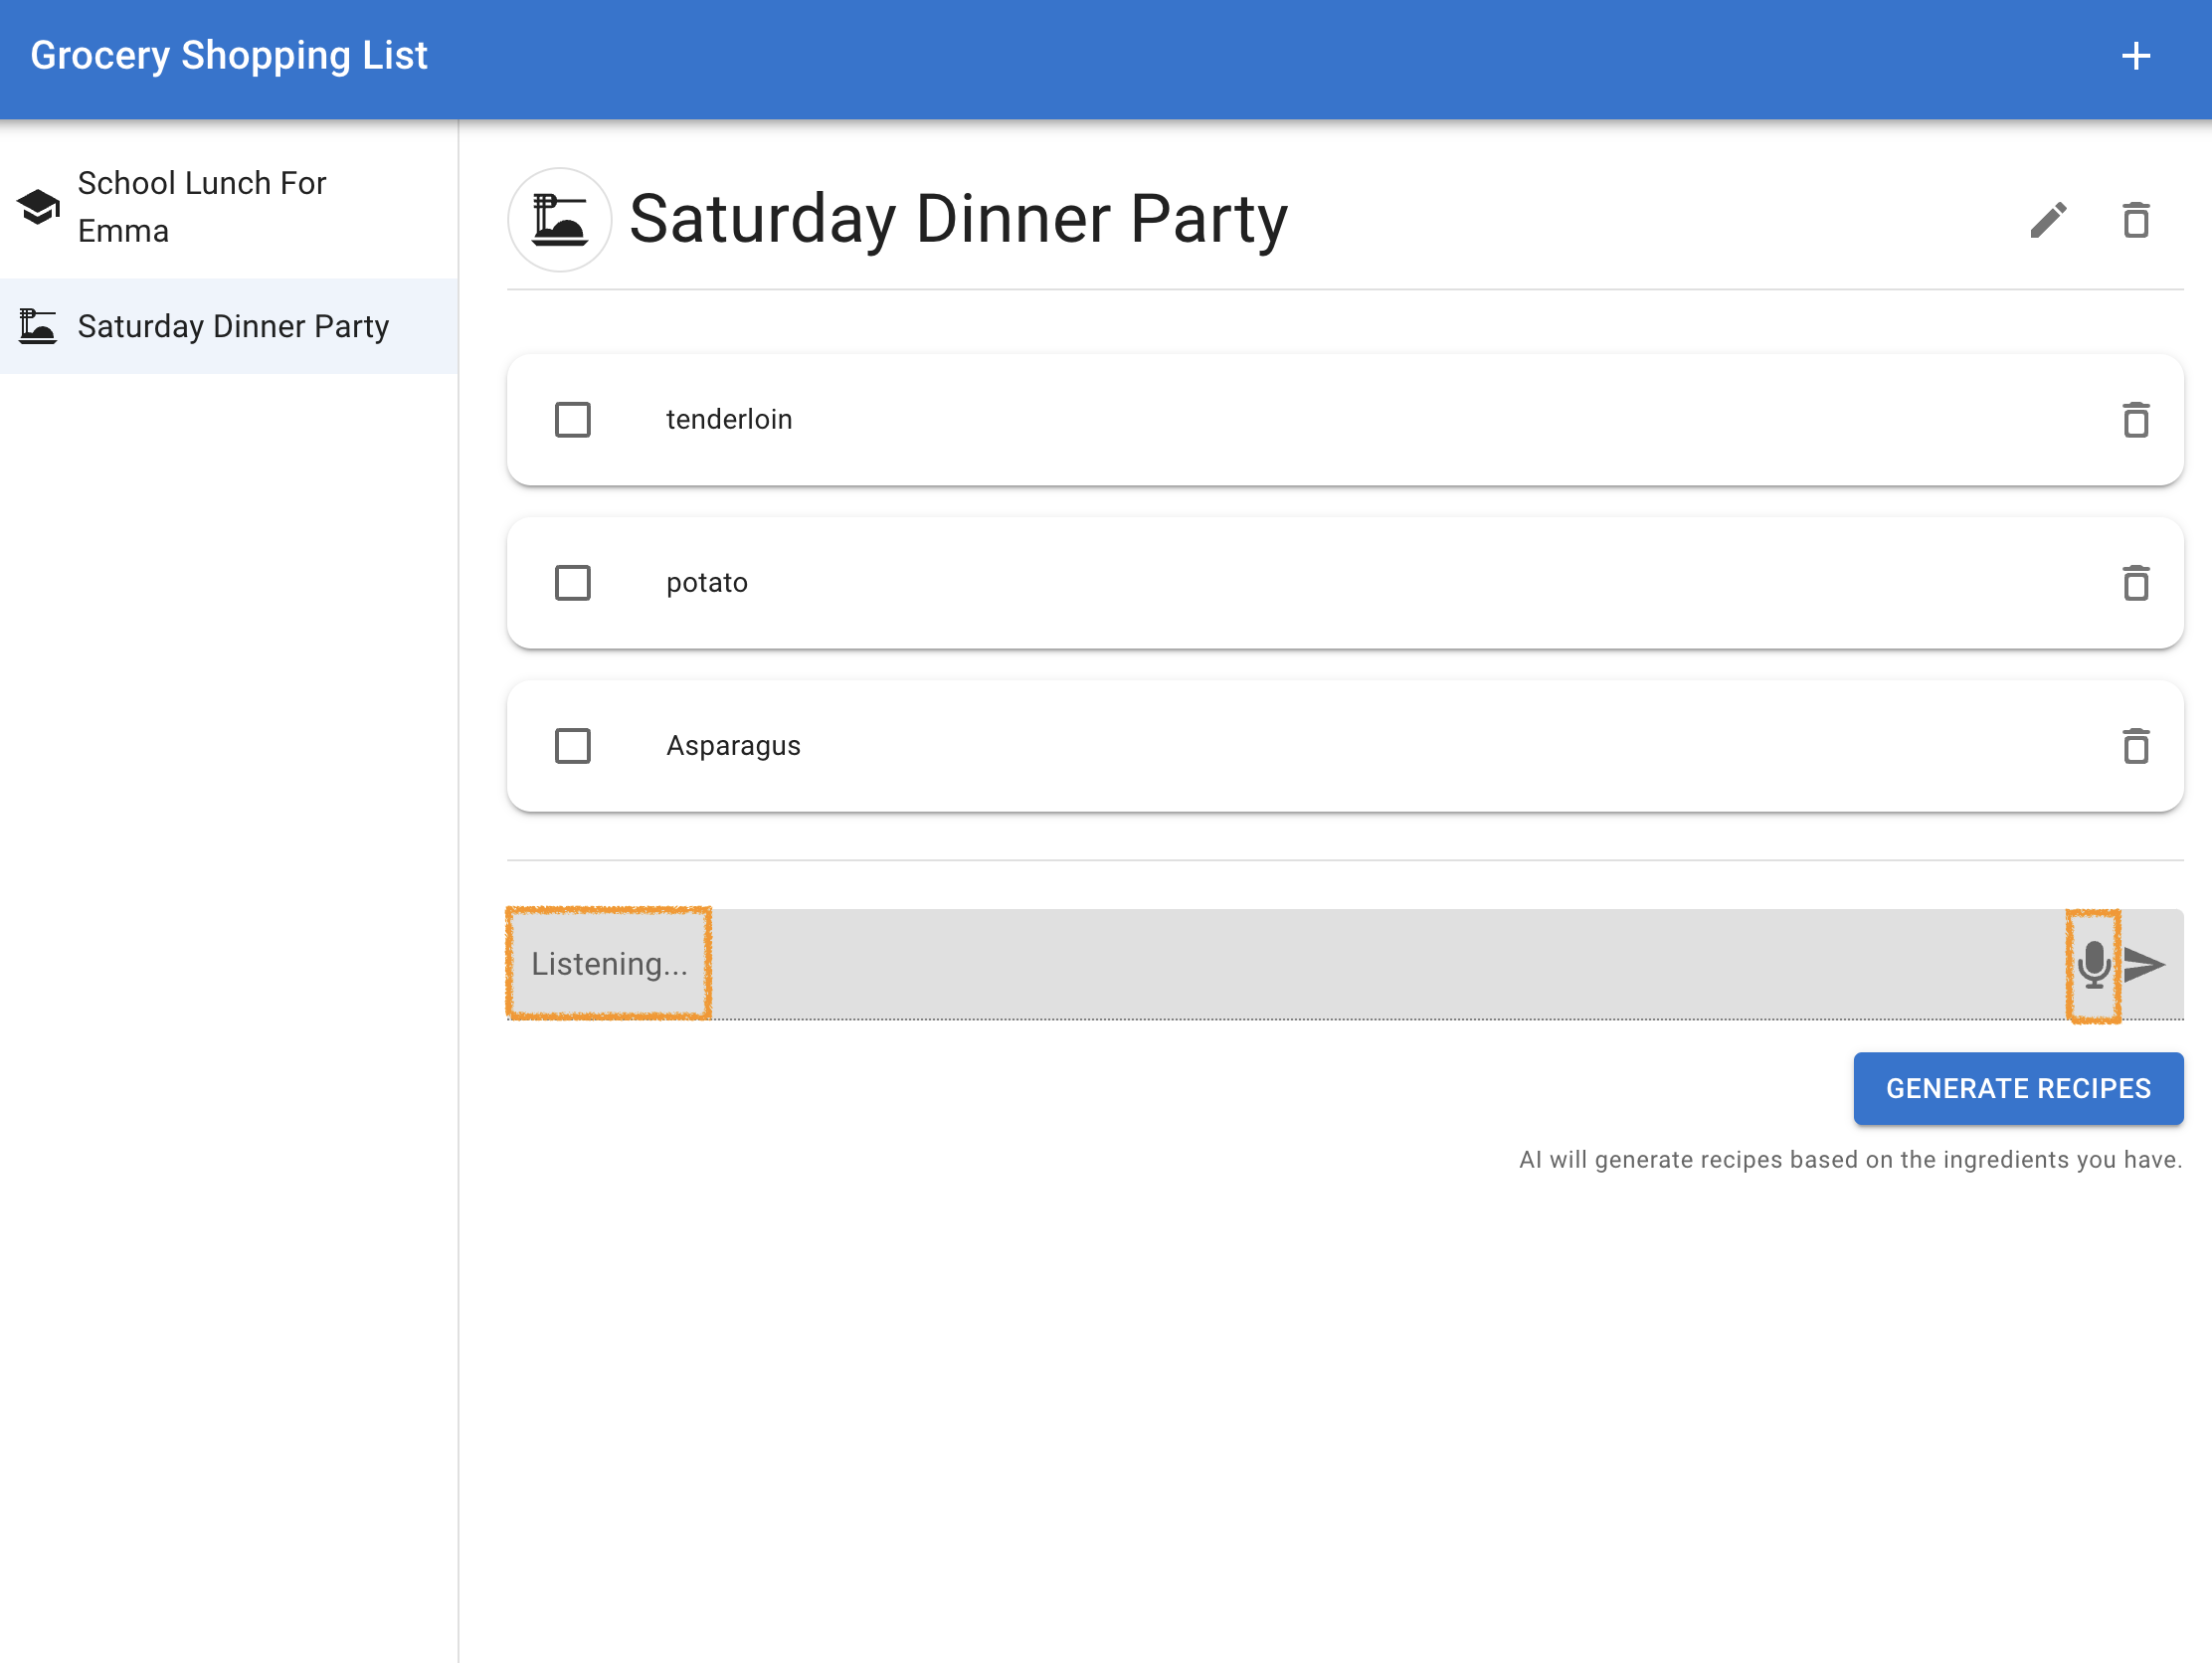 Grocery Shopping List
School Lunch For
Emma
Saturday Dinner Party
Saturday Dinner Party
tenderloin
potato
Asparagus
Listening...
GENERATE RECIPES
AI will generate recipes based on the ingredients you have.